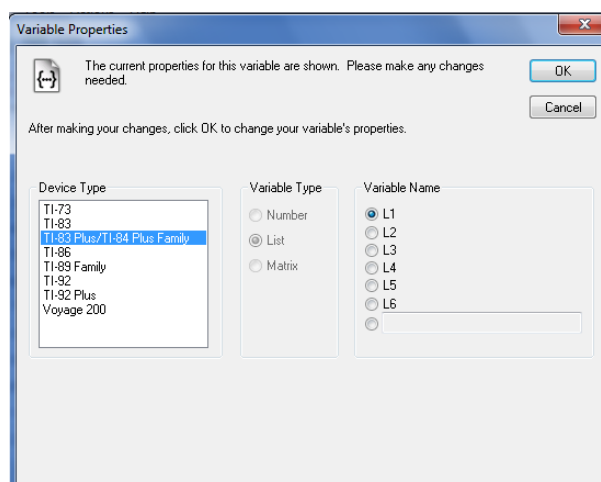 Variable Properties
The current properties for this variable are shown. Please make any changes
needed.
OK
Cancel
After making your changes, click OK to change your variable's properties.
Device Type
TI-73
TI-83
TI-83 Plus/TI-84 Plus Family
TI-86
TI-89 Family
TI-92
TI-92 Plus
Voyage 200
Variable Type
Number
List
Matrix
Variable Name
L1
L2
L3
L4
L5
L6